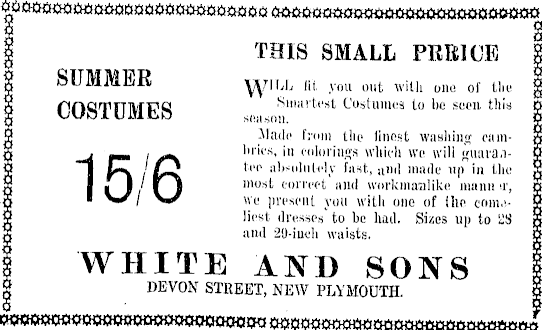 SUMMER
COSTUMES
15/6
THIS SMALL PRRICE
WILL fit you out with one of the
Smartest Costumes to be seen this
season.
Made from the finest washing cam-
brics, in colorings which we will guaran-
tee absolutely fast, and made up in the
most correct and workmanlike manner,
we present you with one of the come-
liest dresses to be had. Sizes up to 28
and 29-inch waists.
WHITE AND SONS
DEVON STREET, NEW PLYMOUTH.